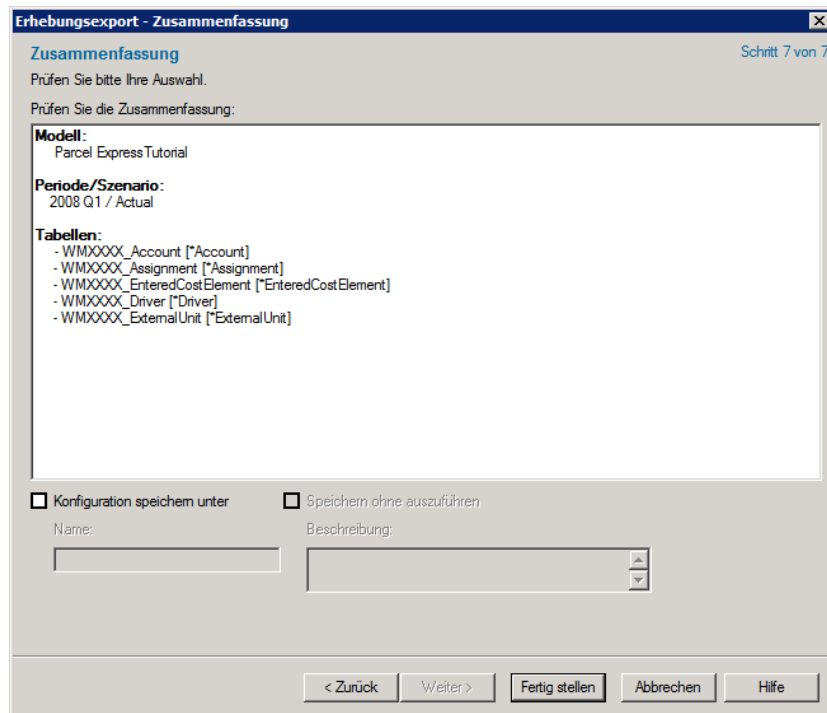 Erhebungsexport - Zusammenfassung
Zusammenfassung
Schritt 7 von 7
Prüfen Sie bitte Ihre Auswahl.
Prüfen Sie die Zusammenfassung:
Modell:
Parcel ExpressTutorial
Periode/Szenario:
2008 Q1 / Actual
Tabellen:
- WMXXXX_Account [*Account]
- WMXXXX_Assignment [*Assignment]
- WMXXXX_EnteredCostElement [*EnteredCostElement]
- WMXXXX_Driver [*Driver]
- WMXXXX_ExternalUnit [*ExternalUnit]
Konfiguration speichern unter
Speichern ohne auszuführen
Name:
Beschreibung:
< Zurück
Weiter >
Fertig stellen
Abbrechen
Hilfe